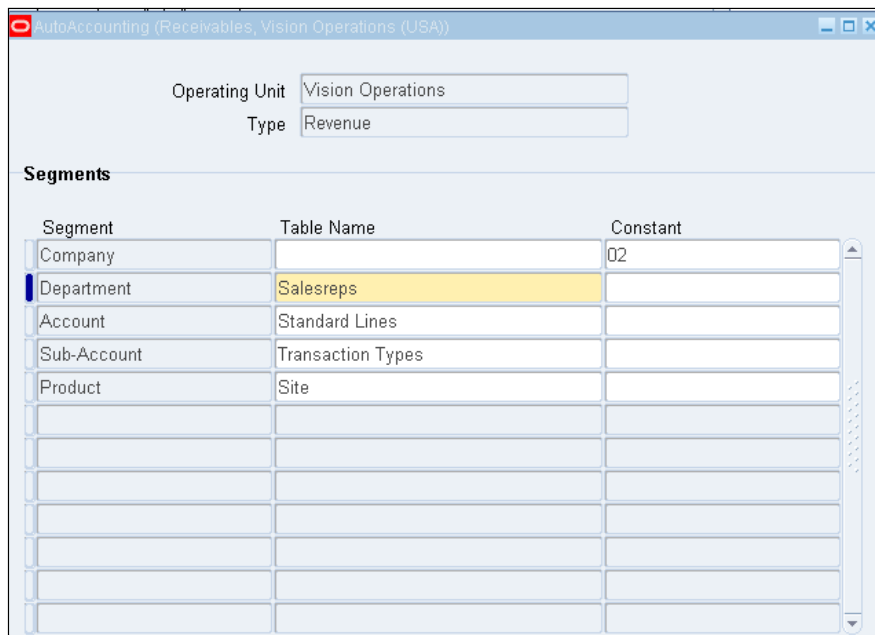 AutoAccounting (Receivables, Vision Operations (USA))
Operating Unit Vision Operations
Type Revenue
Segments
Segment Table Name Constant
Company 02
Department Salesreps
Account Standard Lines
Sub-Account Transaction Types
Product Site